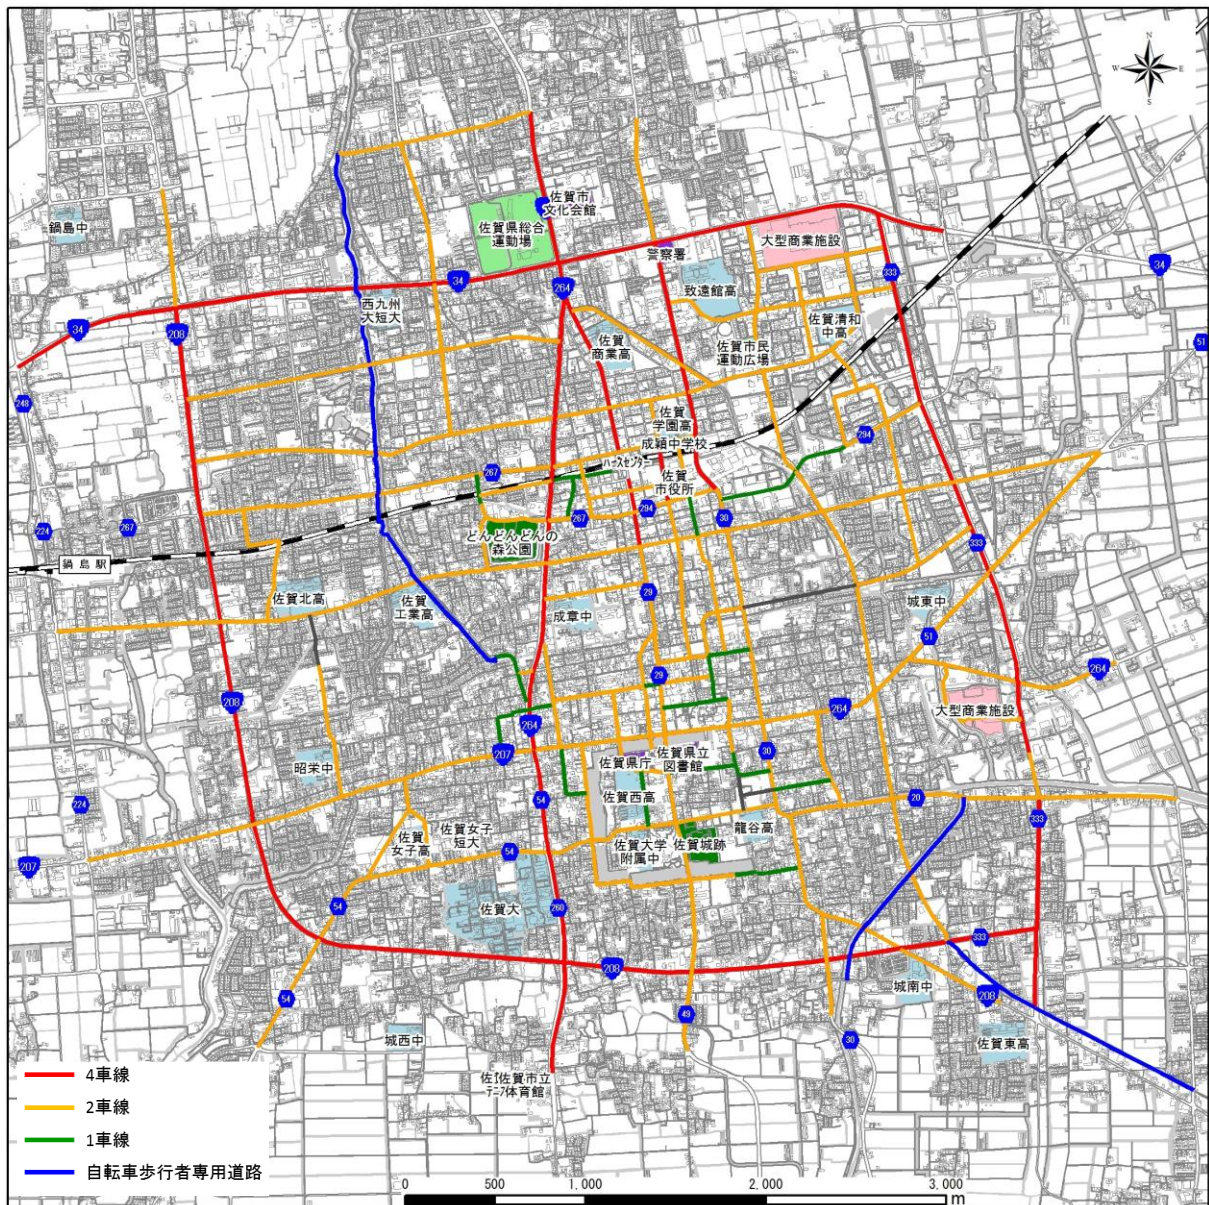 N
W
E
S
鍋島中
佐賀市
文化会館
佐賀県総合
運動場
大型商業施設
警察署
333
34
34
264
致遠館高
西九州
大短大
34
208
佐賀
商業高
佐賀市民
運動広場
佐賀清和
中高
51
248
佐賀
学園高
成穎中学校
294
267
バスセンター
佐賀
市役所
224
267
267
294
30
どんどんどんの
森公園
333
鍋島駅
佐賀北高
佐賀
工業高
成章中
29
城東中
51
29
264
208
264
264
大型商業施設
207
佐賀県庁
佐賀県立
図書館
30
昭栄中
224
54
佐賀西高
20
333
佐賀
女子高
佐賀女子
短大
54
佐賀大学
附属中
佐賀城跡
龍谷高
207
54
佐賀大
260
333
208
54
城南中
208
49
城西中
30
佐賀東高
佐賀市立
体育館
4車線
2車線
1車線
自転車歩行者専用道路
0 500 1,000 2,000 3,000
m